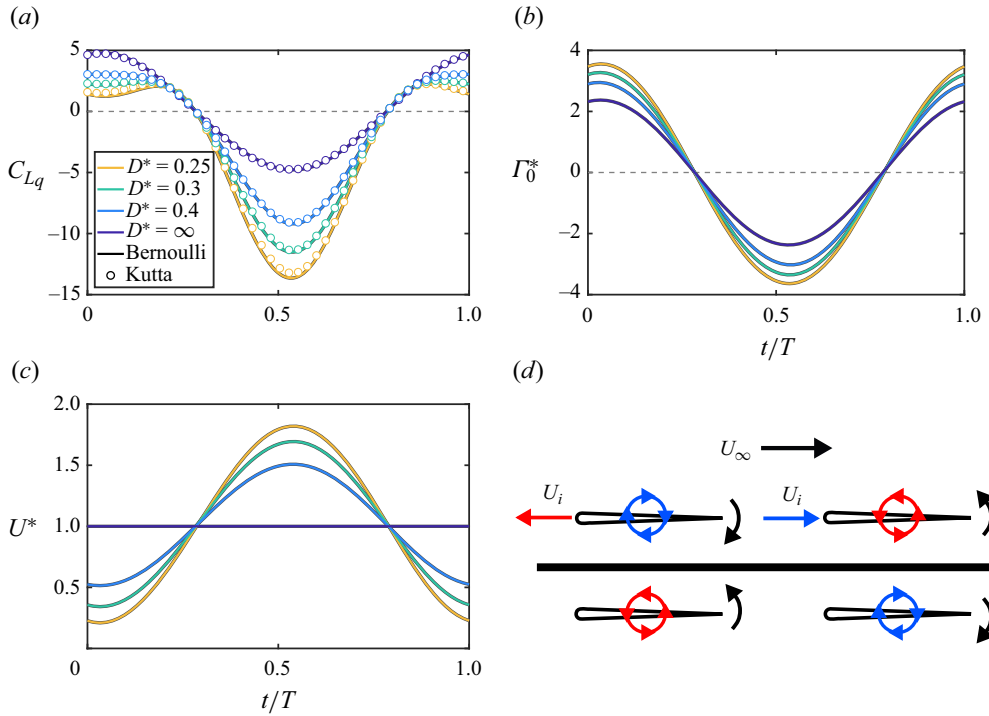 (a)
5
0
−5
−10
−15
C_{Lq}
D* = 0.25
D* = 0.3
D* = 0.4
D* = ∞
Bernoulli
Kutta
0
0.5
1.0
(b)
4
2
0
−2
−4
Γ_0^*
0
0.5
1.0
t/T
(c)
2.0
1.5
1.0
0.5
U*
0
0.5
1.0
t/T
(d)
U_∞
U_i
U_i